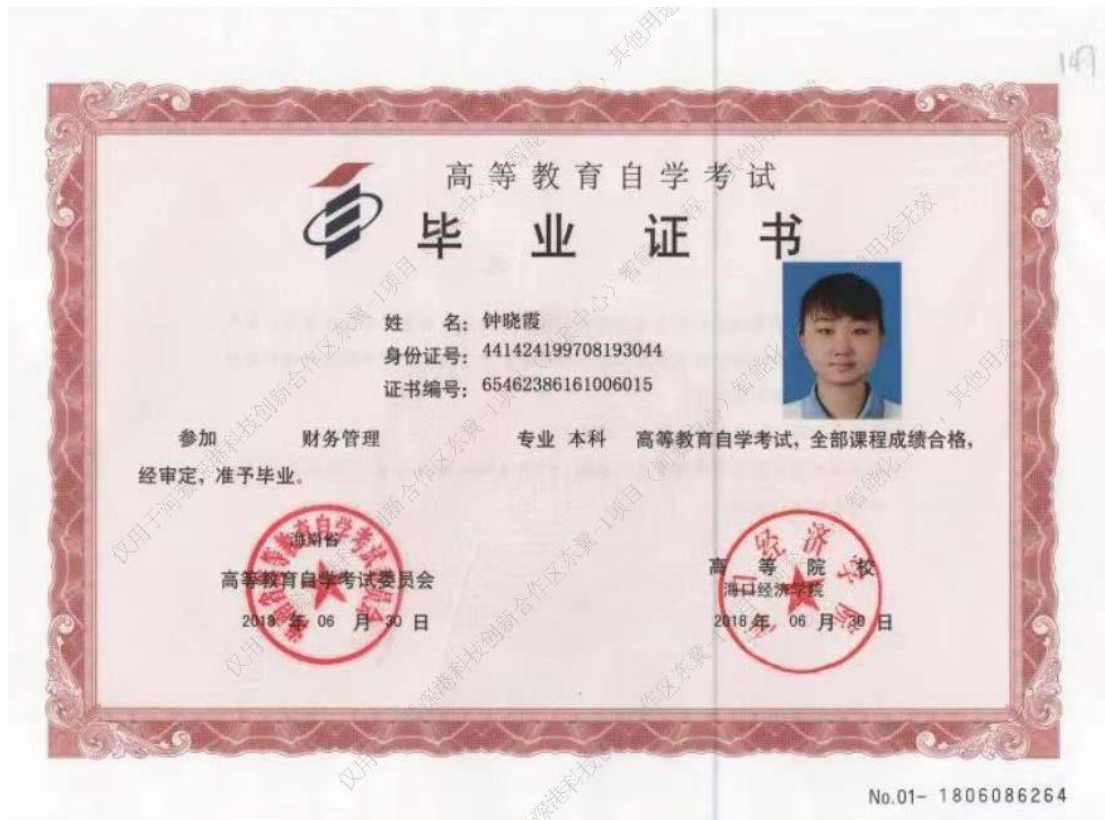 147
高等教育自学考试
毕业证书
姓 名: 钟晓霞
身份证号: 441424199708193044
证书编号: 65462386161006015
参加 财务管理 专业 本科 高等教育自学考试, 全部课程成绩合格,
经审定, 准予毕业。
海南省
高等教育自学考试委员会
2018 年 06 月 30 日
高 等 院 校
海口经济学院
2018 年 06 月 30 日
No.01- 1806086264